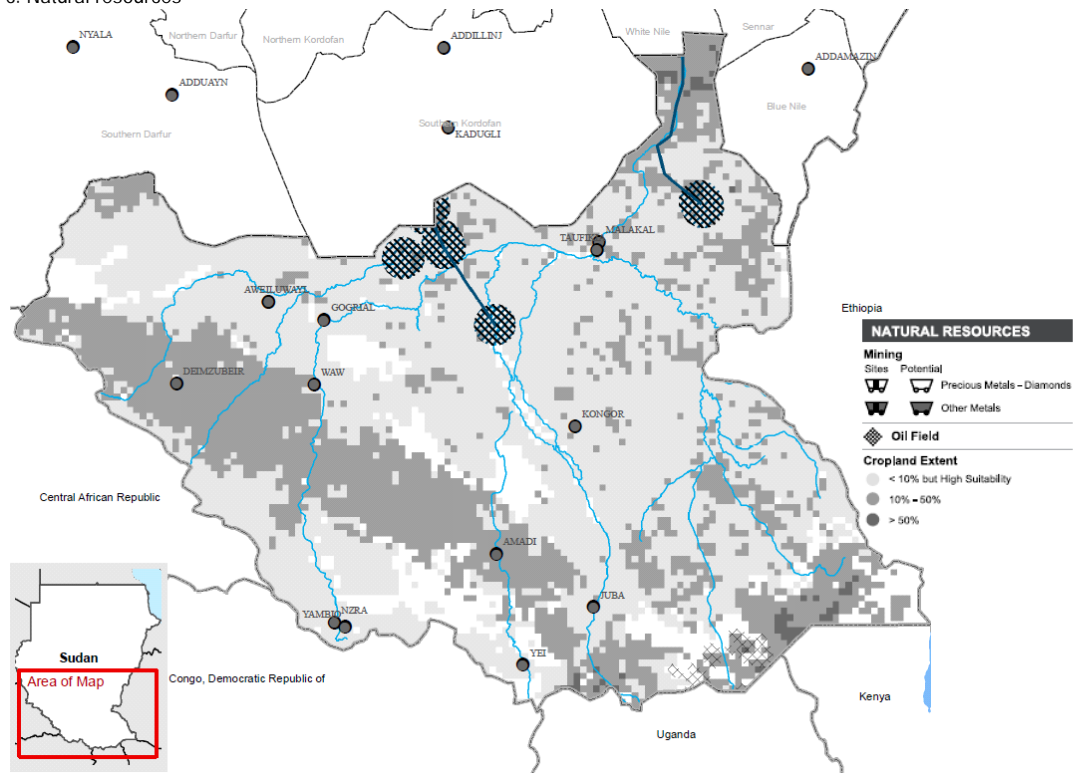 NYALA
Northern Darfur
Northern Kordofan
ADDILLINJ
White Nile
Sennar
ADDAMAZIN
ADDUAYN
Blue Nile
Southern Darfur
Southern Kordofan
KADUGLI
MALAKAL
AWEILUWAYL
GOGRIAL
Ethiopia
NATURAL RESOURCES
Mining
Sites Potential
Precious Metals – Diamonds
Other Metals
Oil Field
Cropland Extent
< 10% but High Suitability
10% – 50%
> 50%
DEIMZUBEIR
WAW
KONGOR
Central African Republic
AMADI
JUBA
NZRA
YEI
Sudan
Area of Map
Congo, Democratic Republic of
Kenya
Uganda